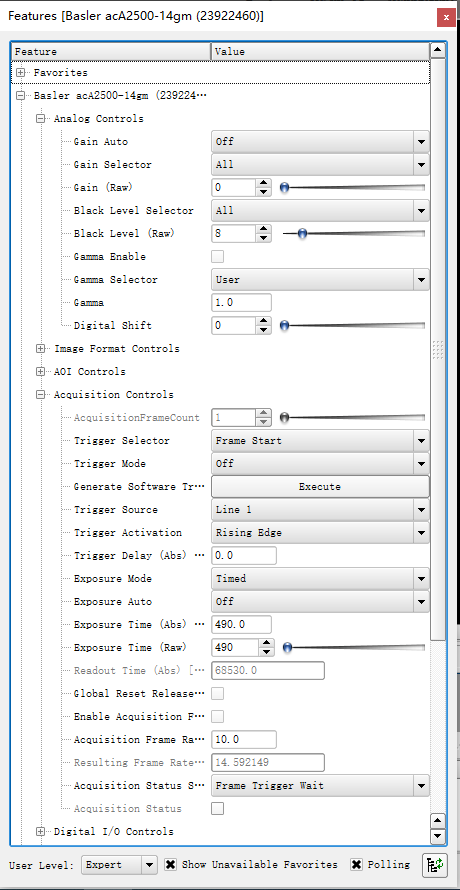 Features [Basler acA2500-14gm (23922460)]
Feature Value
Favorites
Basler acA2500-14gm (239224···
Analog Controls
Gain Auto Off
Gain Selector All
Gain (Raw) 0
Black Level Selector All
Black Level (Raw) 8
Gamma Enable
Gamma Selector User
Gamma 1.0
Digital Shift 0
Image Format Controls
AOI Controls
Acquisition Controls
AcquisitionFrameCount 1
Trigger Selector Frame Start
Trigger Mode Off
Generate Software Tr··· Execute
Trigger Source Line 1
Trigger Activation Rising Edge
Trigger Delay (Abs) ··· 0.0
Exposure Mode Timed
Exposure Auto Off
Exposure Time (Abs) ··· 490.0
Exposure Time (Raw) 490
Readout Time (Abs) [··· 68530.0
Global Reset Release···
Enable Acquisition F···
Acquisition Frame Ra··· 10.0
Resulting Frame Rate··· 14.592149
Acquisition Status S··· Frame Trigger Wait
Acquisition Status
Digital I/O Controls
User Level: Expert Show Unavailable Favorites Polling